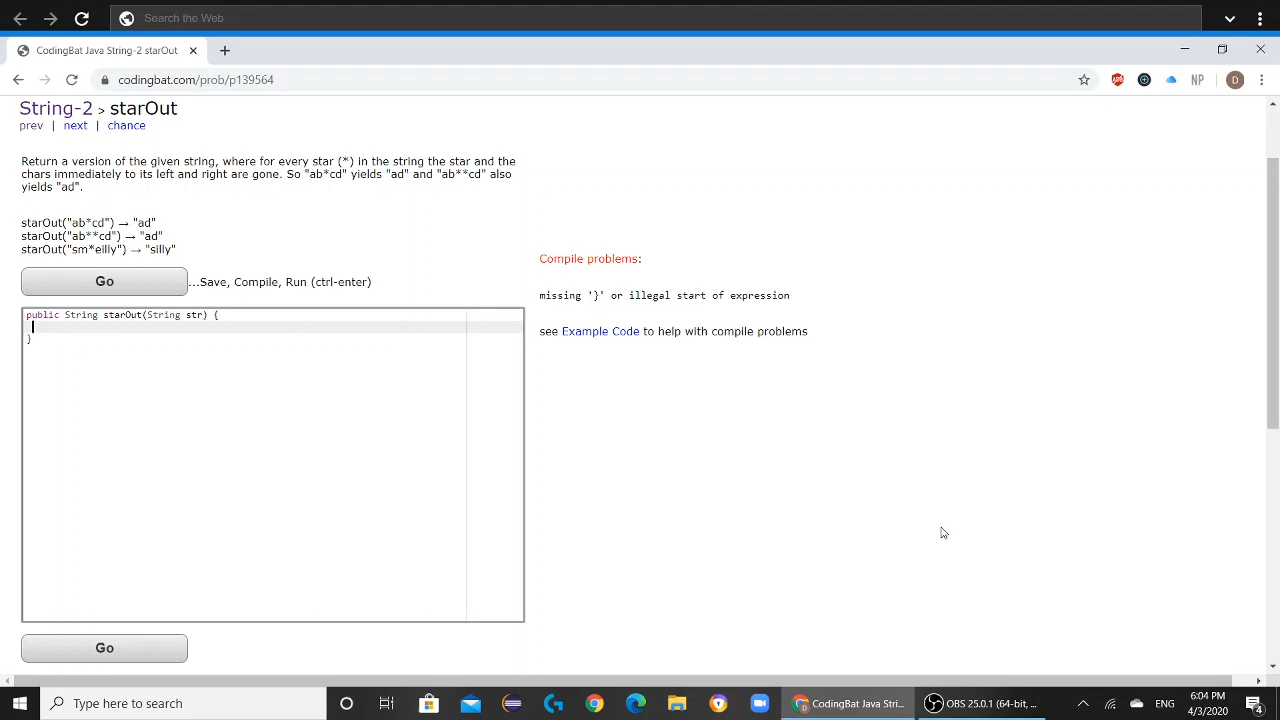 Search the Web
CodingBat Java String-2 starOut
codingbat.com/prob/p139564
NP
D
String-2 > starOut
prev | next | chance
Return a version of the given string, where for every star (*) in the string the star and the
chars immediately to its left and right are gone. So "ab*cd" yields "ad" and "ab**cd" also
yields "ad".
starOut("ab*cd") → "ad"
starOut("ab**cd") → "ad"
starOut("sm*eilly") → "silly"
Go ...Save, Compile, Run (ctrl-enter)
Compile problems:
missing '}' or illegal start of expression
see Example Code to help with compile problems
public String starOut(String str) {
}
Go
Type here to search
CodingBat Java Stri...
OBS 25.0.1 (64-bit, ...
ENG
6:04 PM
4/3/2020
4